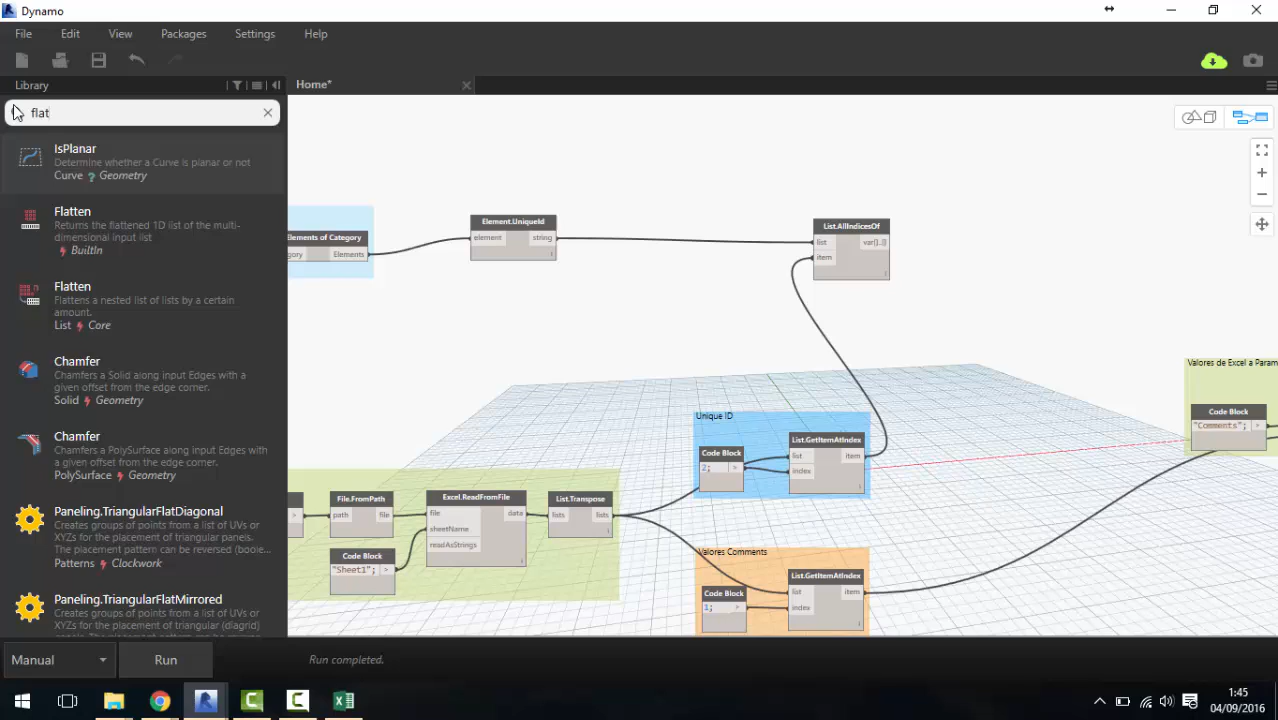 Dynamo
File Edit View Packages Settings Help
Library
Home*
flat
IsPlanar
Determine whether a Curve is planar or not
Curve ? Geometry
Flatten
Returns the flattened 1D list of the multi-
dimensional input list
BuiltIn
Flatten
Flattens a nested list of lists by a certain
amount.
List Core
Chamfer
Chamfers a Solid along input Edges with a
given offset from the edge corner.
Solid Geometry
Chamfer
Chamfers a PolySurface along input Edges with
a given offset from the edge corner.
PolySurface Geometry
Paneling.TriangularFlatDiagonal
Creates groups of points from a list of UVs or
XYZs for the placement of triangular panels.
The placement pattern can be reversed (boole...
Patterns Clockwork
Paneling.TriangularFlatMirrored
Creates groups of points from a list of UVs or
XYZs for the placement of triangular (diagrid)
Elements of Category
gory Elements
Element.UniqueId
element string
List.AllIndicesOf
list var[]..[]
item
Valores de Excel a Param
Code Block
"Comments"; >
Unique ID
Code Block
2; >
List.GetItemAtIndex
list item
index
>
File.FromPath
path file
Excel.ReadFromFile
file data
sheetName
readAsStrings
List.Transpose
lists lists
Code Block
"Sheet1"; >
Valores Comments
Code Block
1; >
List.GetItemAtIndex
list item
index
Manual
Run
Run completed.
1:45
04/09/2016